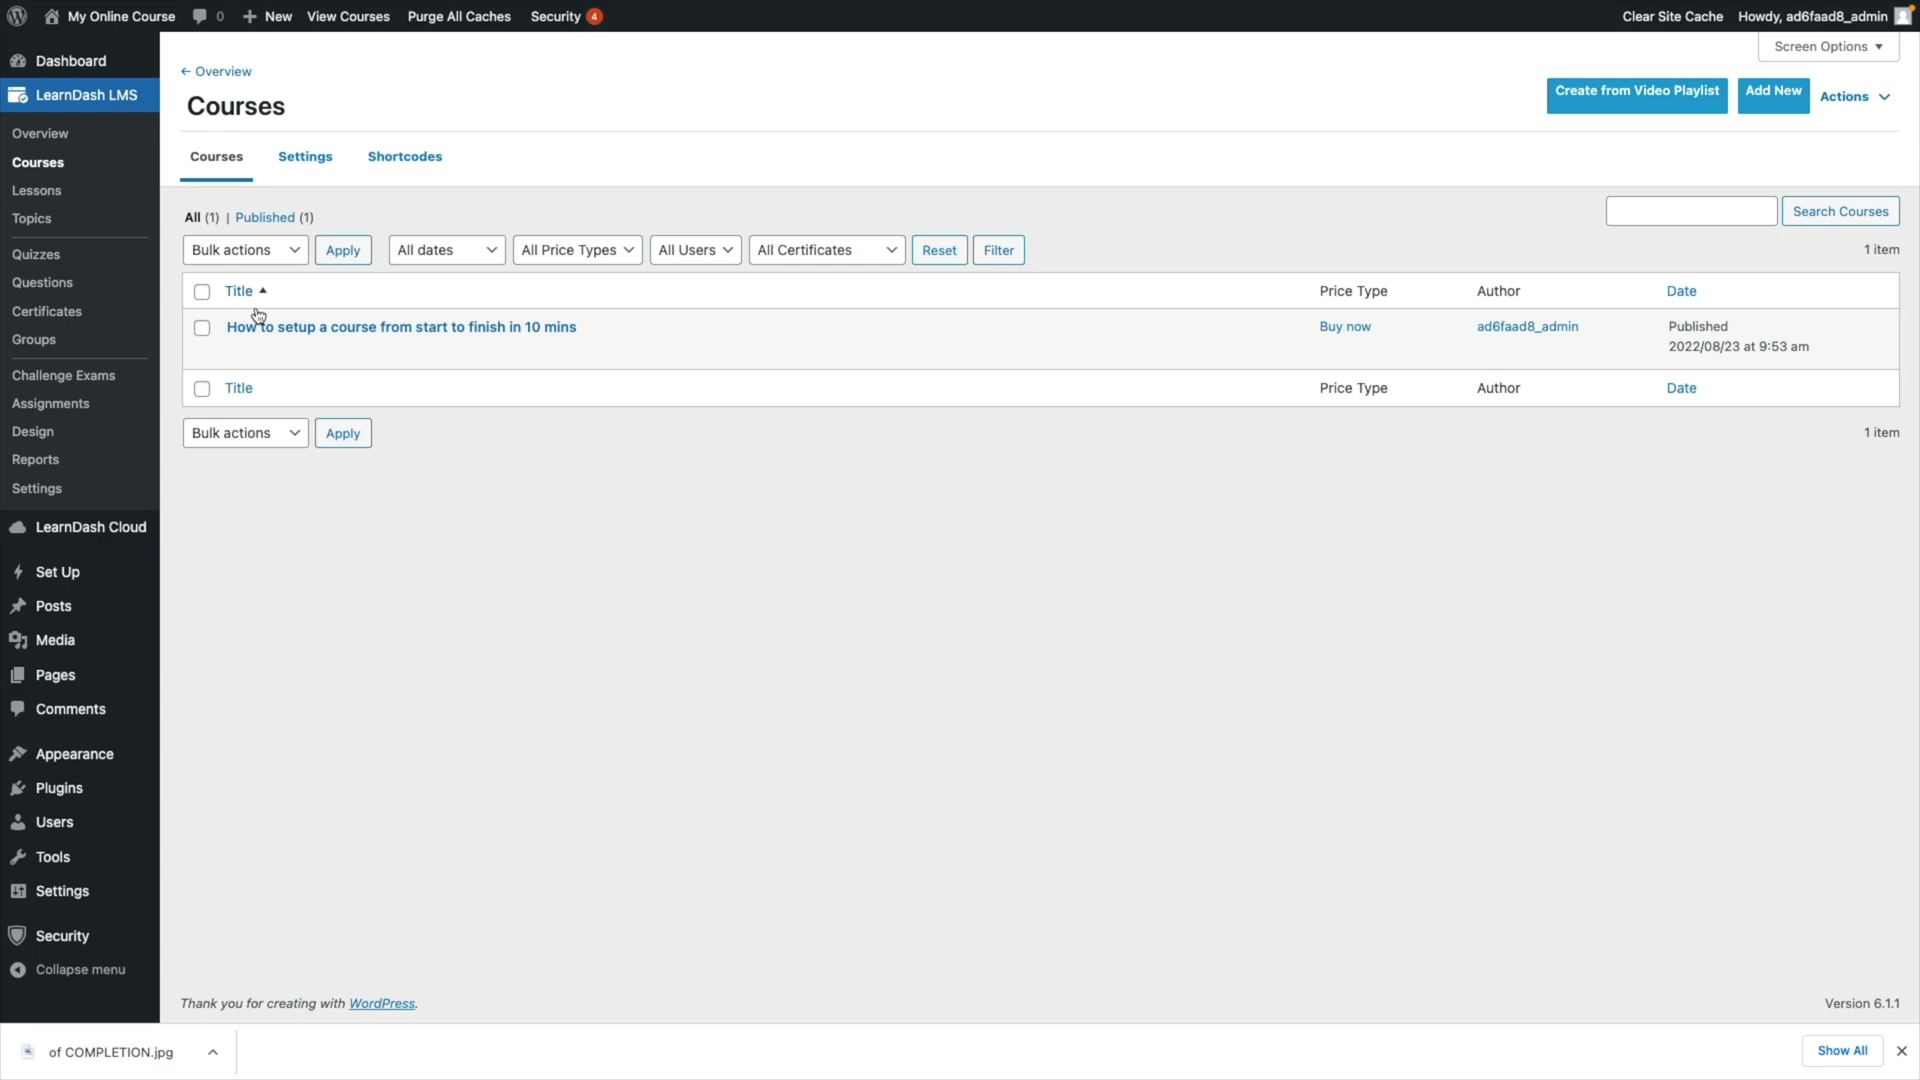 My Online Course 0 New View Courses Purge All Caches Security 4 Clear Site Cache Howdy, ad6faad8_admin
Dashboard
LearnDash LMS
Overview
Courses
Lessons
Topics
Quizzes
Questions
Certificates
Groups
Challenge Exams
Assignments
Design
Reports
Settings
LearnDash Cloud
Set Up
Posts
Media
Pages
Comments
Appearance
Plugins
Users
Tools
Settings
Security
Collapse menu
Screen Options ▼
← Overview
Courses
Create from Video Playlist Add New Actions
Courses Settings Shortcodes
All (1) | Published (1) Search Courses
Bulk actions Apply All dates All Price Types All Users All Certificates Reset Filter 1 item
Title ▲ Price Type Author Date
How to setup a course from start to finish in 10 mins Buy now ad6faad8_admin Published
2022/08/23 at 9:53 am
Title Price Type Author Date
Bulk actions Apply 1 item
Thank you for creating with WordPress. Version 6.1.1
of COMPLETION.jpg Show All